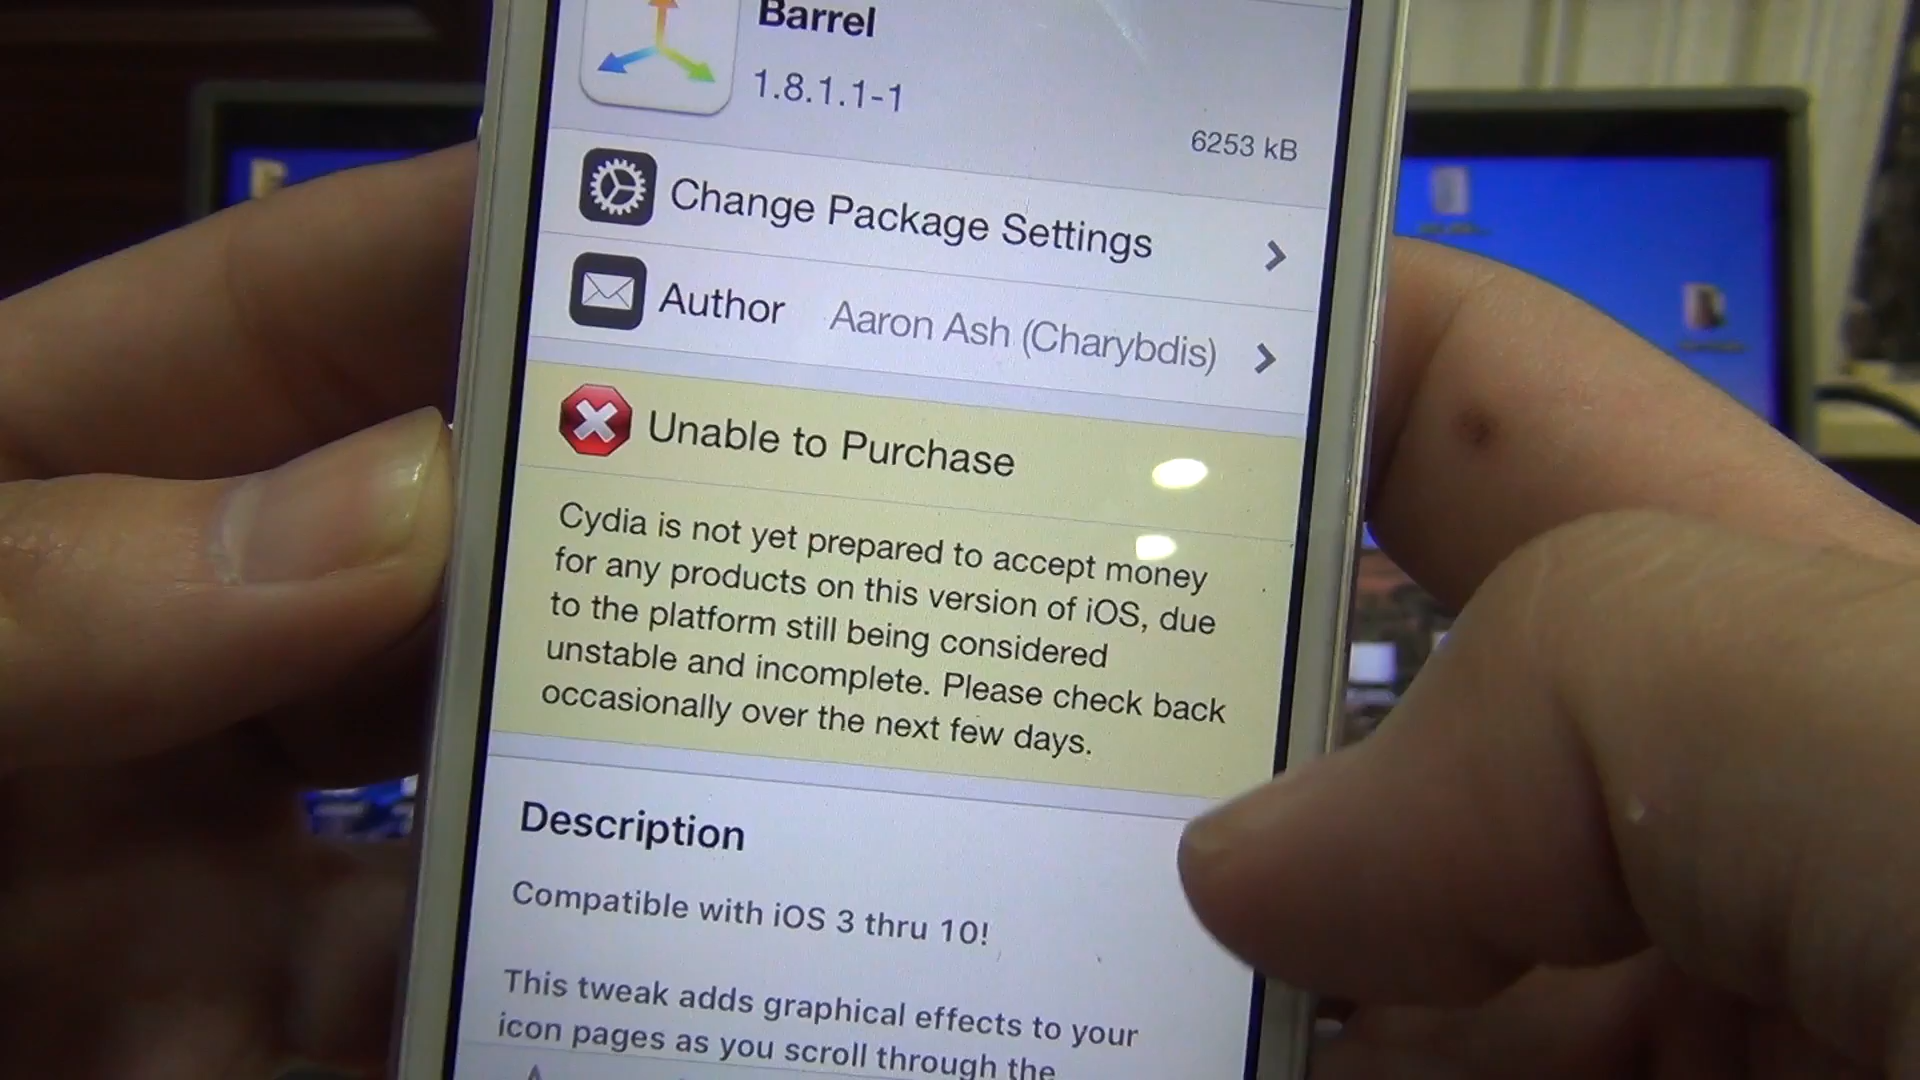 Barrel
1.8.1.1-1
6253 kB
Change Package Settings
Author Aaron Ash (Charybdis)
Unable to Purchase
Cydia is not yet prepared to accept money
for any products on this version of iOS, due
to the platform still being considered
unstable and incomplete. Please check back
occasionally over the next few days.
Description
Compatible with iOS 3 thru 10!
This tweak adds graphical effects to your
icon pages as you scroll through the